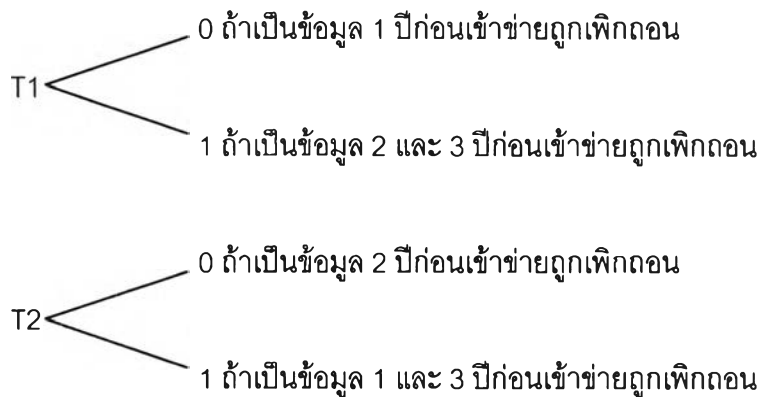 0 ถ้าเป็นข้อมูล 1 ปีก่อนเข้าข่ายถูกเพิกถอน
T1
1 ถ้าเป็นข้อมูล 2 และ 3 ปีก่อนเข้าข่ายถูกเพิกถอน
0 ถ้าเป็นข้อมูล 2 ปีก่อนเข้าข่ายถูกเพิกถอน
T2
1 ถ้าเป็นข้อมูล 1 และ 3 ปีก่อนเข้าข่ายถูกเพิกถอน